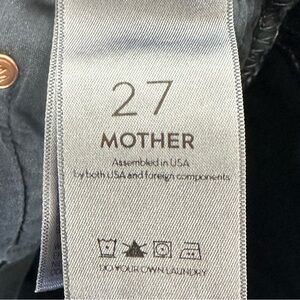 27
MOTHER
Assembled in USA
by both USA and foreign components
DO YOUR OWN LAUNDRY